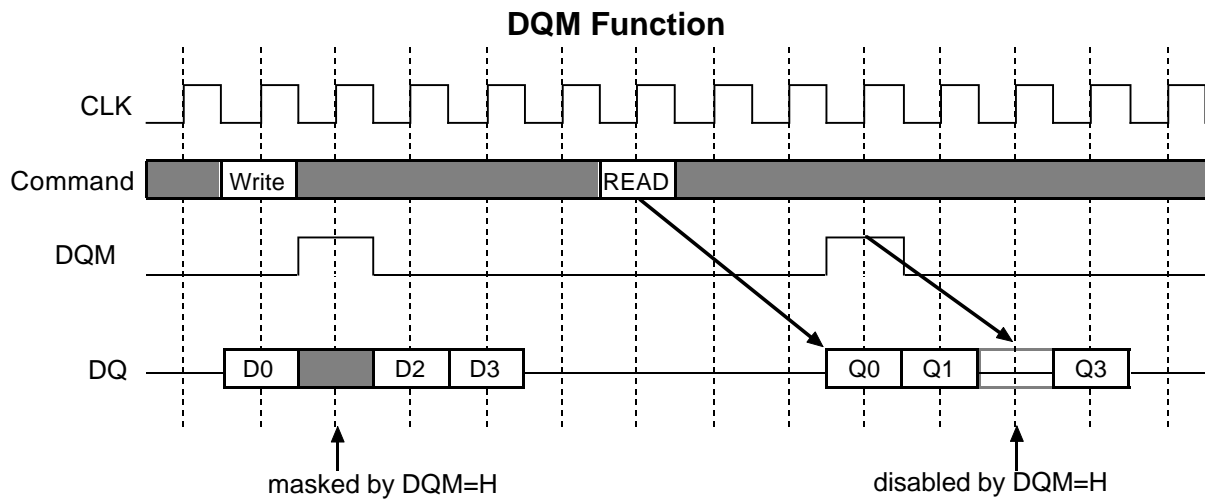 DQM Function
CLK
Command
Write
READ
DQM
DQ
D0
D2
D3
Q0
Q1
Q3
masked by DQM=H
disabled by DQM=H